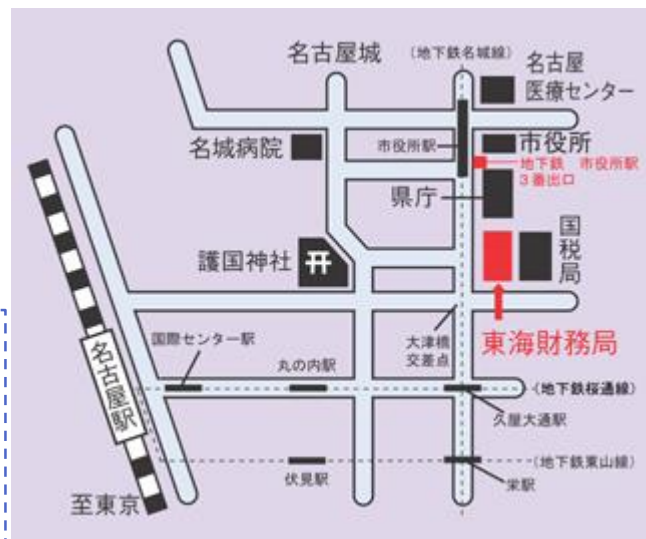 名古屋城
(地下鉄名城線)
名古屋
医療センター
名城病院
市役所駅
市役所
地下鉄 市役所駅
3番出口
県庁
国税局
護国神社
東海財務局
大津橋
交差点
国際センター駅
丸の内駅
名古屋駅
(地下鉄桜通線)
久屋大通駅
(地下鉄東山線)
伏見駅
栄駅
至東京